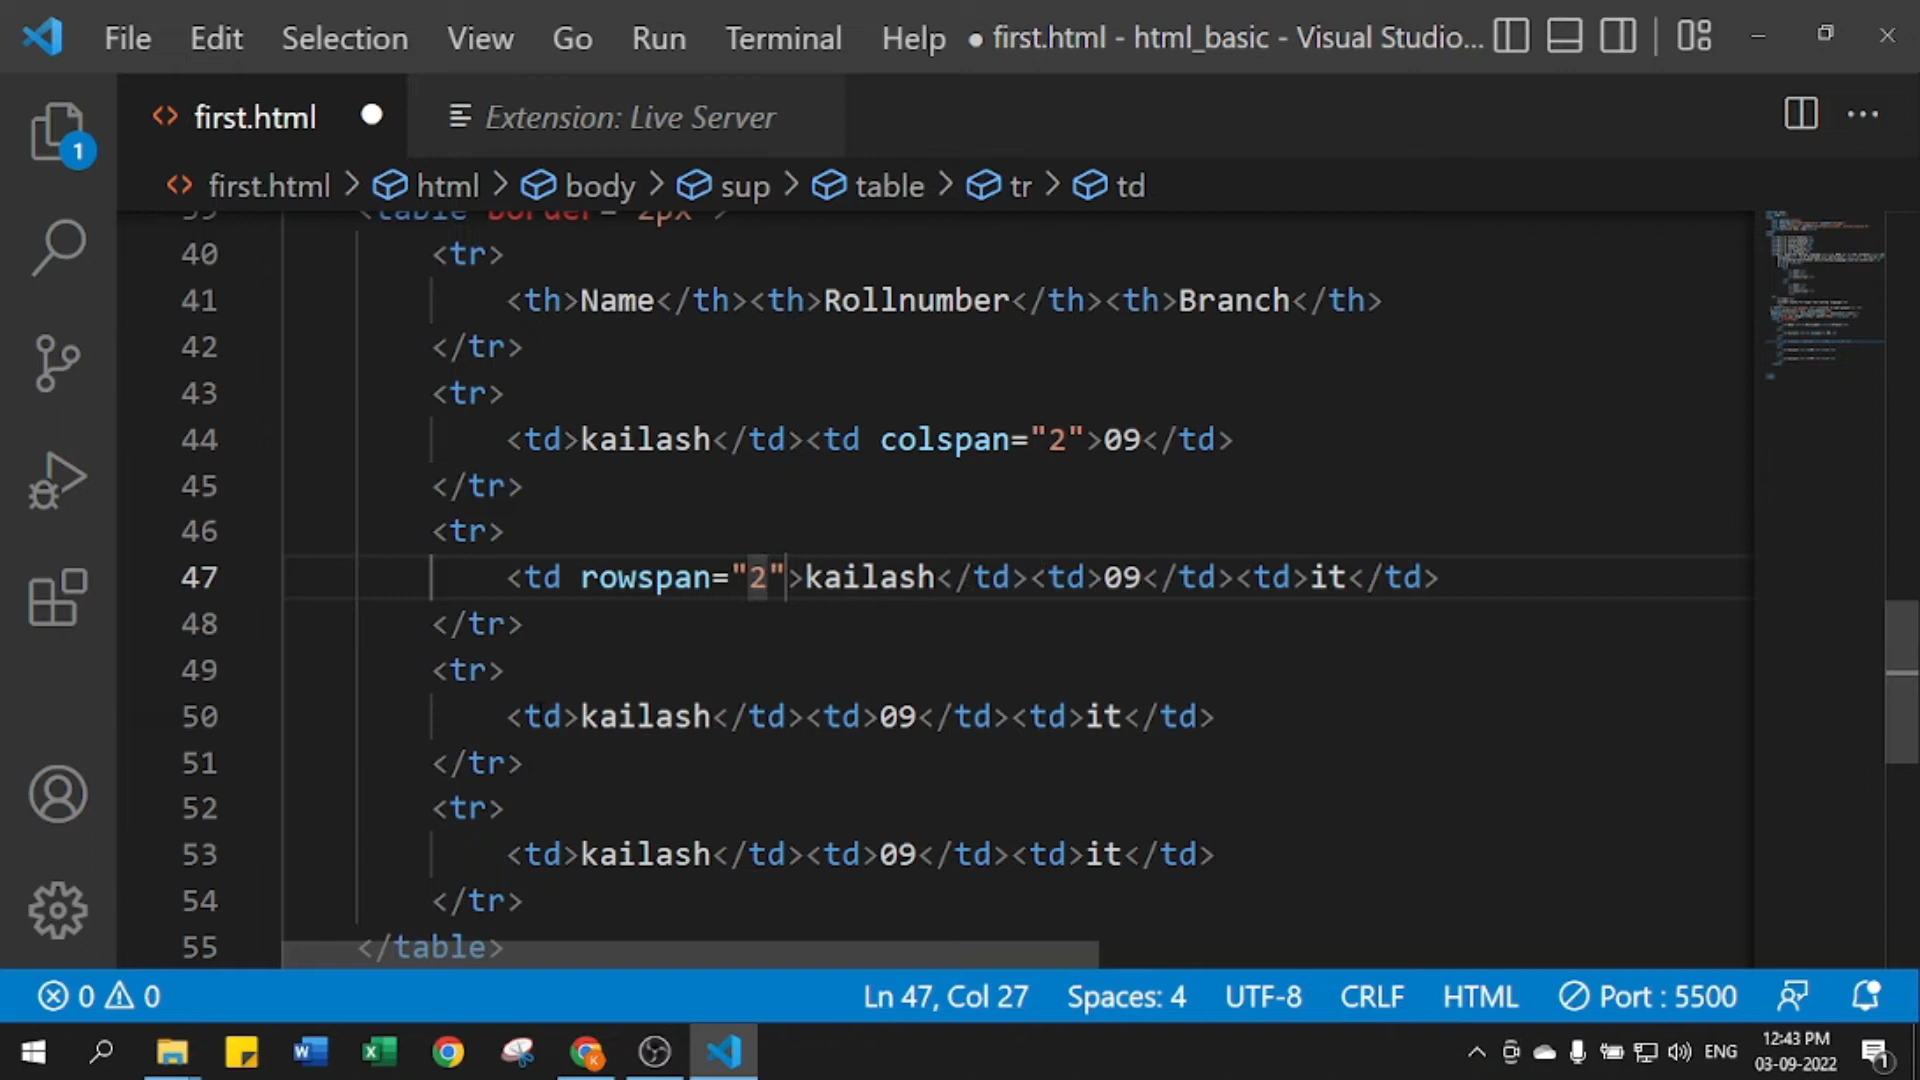 File Edit Selection View Go Run Terminal Help ● first.html - html_basic - Visual Studio...
first.html ● Extension: Live Server
1
first.html > html > body > sup > table > tr > td
39 <table border="2px">
40 <tr>
41 <th>Name</th><th>Rollnumber</th><th>Branch</th>
42 </tr>
43 <tr>
44 <td>kailash</td><td colspan="2">09</td>
45 </tr>
46 <tr>
47 <td rowspan="2">kailash</td><td>09</td><td>it</td>
48 </tr>
49 <tr>
50 <td>kailash</td><td>09</td><td>it</td>
51 </tr>
52 <tr>
53 <td>kailash</td><td>09</td><td>it</td>
54 </tr>
55 </table>
0 0 Ln 47, Col 27 Spaces: 4 UTF-8 CRLF HTML Port : 5500
ENG 12:43 PM 1
03-09-2022